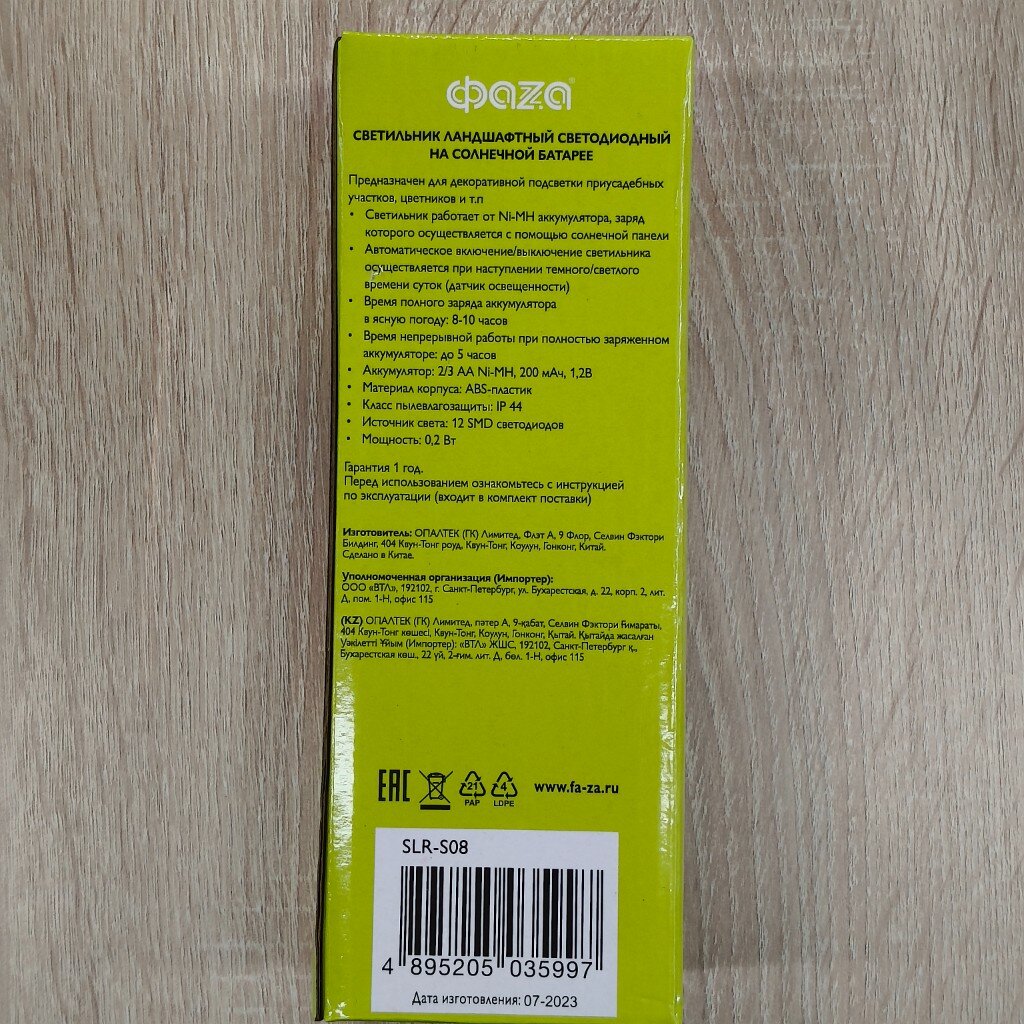 фаzа®
СВЕТИЛЬНИК ЛАНДШАФТНЫЙ СВЕТОДИОДНЫЙ
НА СОЛНЕЧНОЙ БАТАРЕЕ
Предназначен для декоративной подсветки приусадебных
участков, цветников и т.п
• Светильник работает от Ni-MH аккумулятора, заряд
которого осуществляется с помощью солнечной панели
• Автоматическое включение/выключение светильника
осуществляется при наступлении темного/светлого
времени суток (датчик освещенности)
• Время полного заряда аккумулятора
в ясную погоду: 8-10 часов
• Время непрерывной работы при полностью заряженном
аккумуляторе: до 5 часов
• Аккумулятор: 2/3 AA Ni-MH, 200 мАч, 1,2В
• Материал корпуса: ABS-пластик
• Класс пылевлагозащиты: IP 44
• Источник света: 12 SMD светодиодов
• Мощность: 0,2 Вт
Гарантия 1 год.
Перед использованием ознакомьтесь с инструкцией
по эксплуатации (входит в комплект поставки)
Изготовитель: ОПАЛТЕК (ГК) Лимитед, Флэт А, 9 Флор, Селвин Фэктори
Билдинг, 404 Квун-Тонг роуд, Квун-Тонг, Коулун, Гонконг, Китай.
Сделано в Китае.
Уполномоченная организация (Импортер):
ООО «ВТЛ», 192102, г. Санкт-Петербург, ул. Бухарестская, д. 22, корп. 2, лит.
Д, пом. 1-Н, офис 115
(KZ) ОПАЛТЕК (ГК) Лимитед, пәтер А, 9-қабат, Селвин Фэктори Ғимараты,
404 Квун-Тонг көшесі, Квун-Тонг, Коулун, Гонконг, Қытай. Қытайда жасалған
Уәкілетті Ұйым (Импортер): «ВТЛ» ЖШС, 192102, Санкт-Петербург қ.,
Бухарестская көш., 22 үй, 2-ғим. лит. Д, бөл. 1-Н, офис 115
EAC 21 PAP 4 LDPE www.fa-za.ru
SLR-S08
4 895205 035997
Дата изготовления: 07-2023